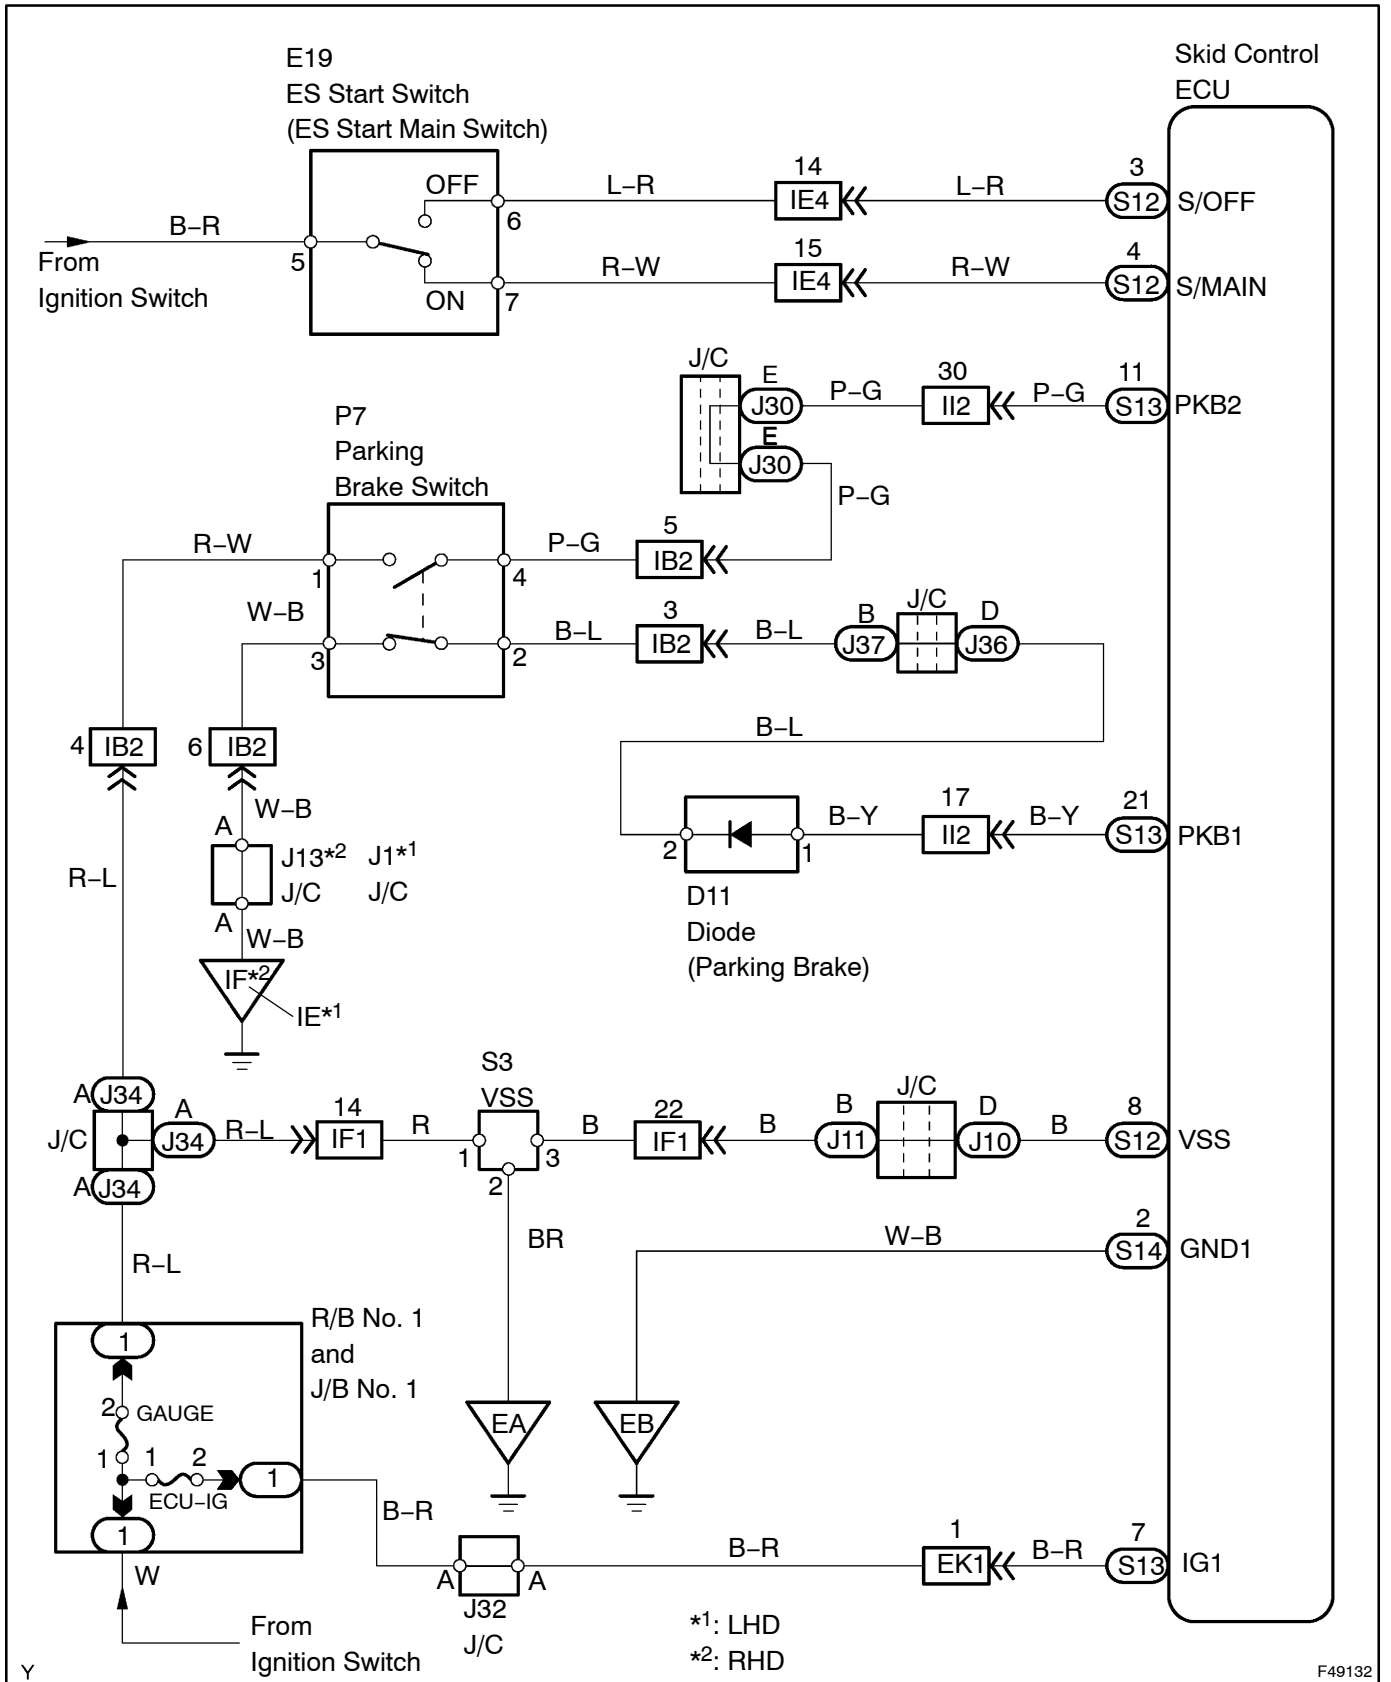 E19
ES Start Switch
(ES Start Main Switch)
Skid Control
ECU
B–R
5
From
Ignition Switch
OFF
6
ON
7
L–R
14
IE4
L–R
3
S12
S/OFF
R–W
15
IE4
R–W
4
S12
S/MAIN
J/C
E
J30
E
J30
P–G
30
II2
P–G
11
S13
PKB2
P–G
P7
Parking
Brake Switch
R–W
1
4
P–G
5
IB2
W–B
3
2
B–L
3
IB2
B–L
B
J37
J/C
D
J36
B–L
4
IB2
6
IB2
W–B
A
J13*2
J/C
J1*1
J/C
A
W–B
IF*2
IE*1
R–L
2
1
B–Y
17
II2
B–Y
21
S13
PKB1
D11
Diode
(Parking Brake)
A
J34
J/C
A
J34
A
J34
R–L
14
IF1
R
S3
VSS
1
3
2
B
22
IF1
B
B
J11
J/C
D
J10
B
8
S12
VSS
BR
W–B
2
S14
GND1
R–L
R/B No. 1
and
J/B No. 1
1
2
GAUGE
1
1
2
ECU–IG
1
1
EA
EB
B–R
W
From
Ignition Switch
A
A
J32
J/C
B–R
1
EK1
B–R
7
S13
IG1
*1: LHD
*2: RHD
Y
F49132